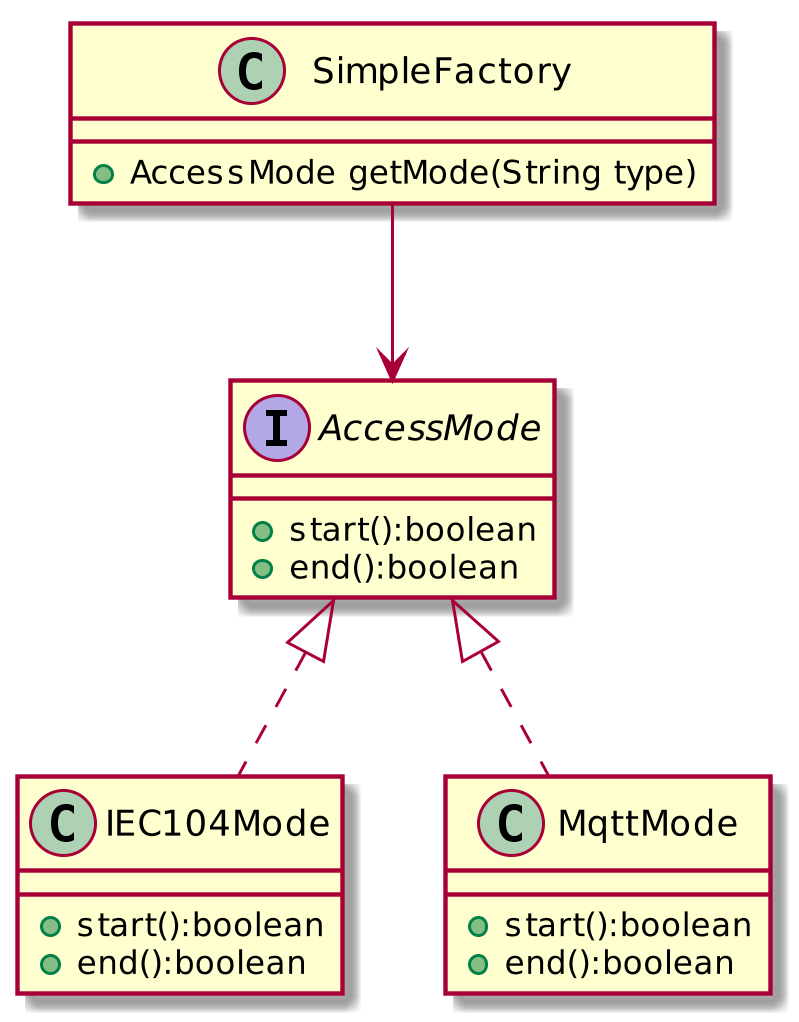 C SimpleFactory
AccessMode getMode(String type)
I AccessMode
start():boolean
end():boolean
C IEC104Mode
start():boolean
end():boolean
C MqttMode
start():boolean
end():boolean